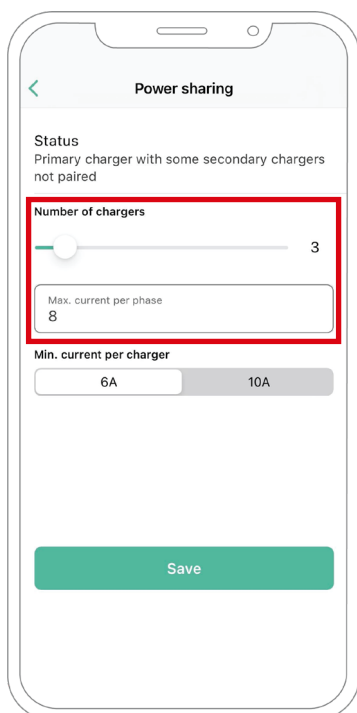 Power sharing
Status
Primary charger with some secondary chargers
not paired
Number of chargers
3
Max. current per phase
8
Min. current per charger
6A 10A
Save